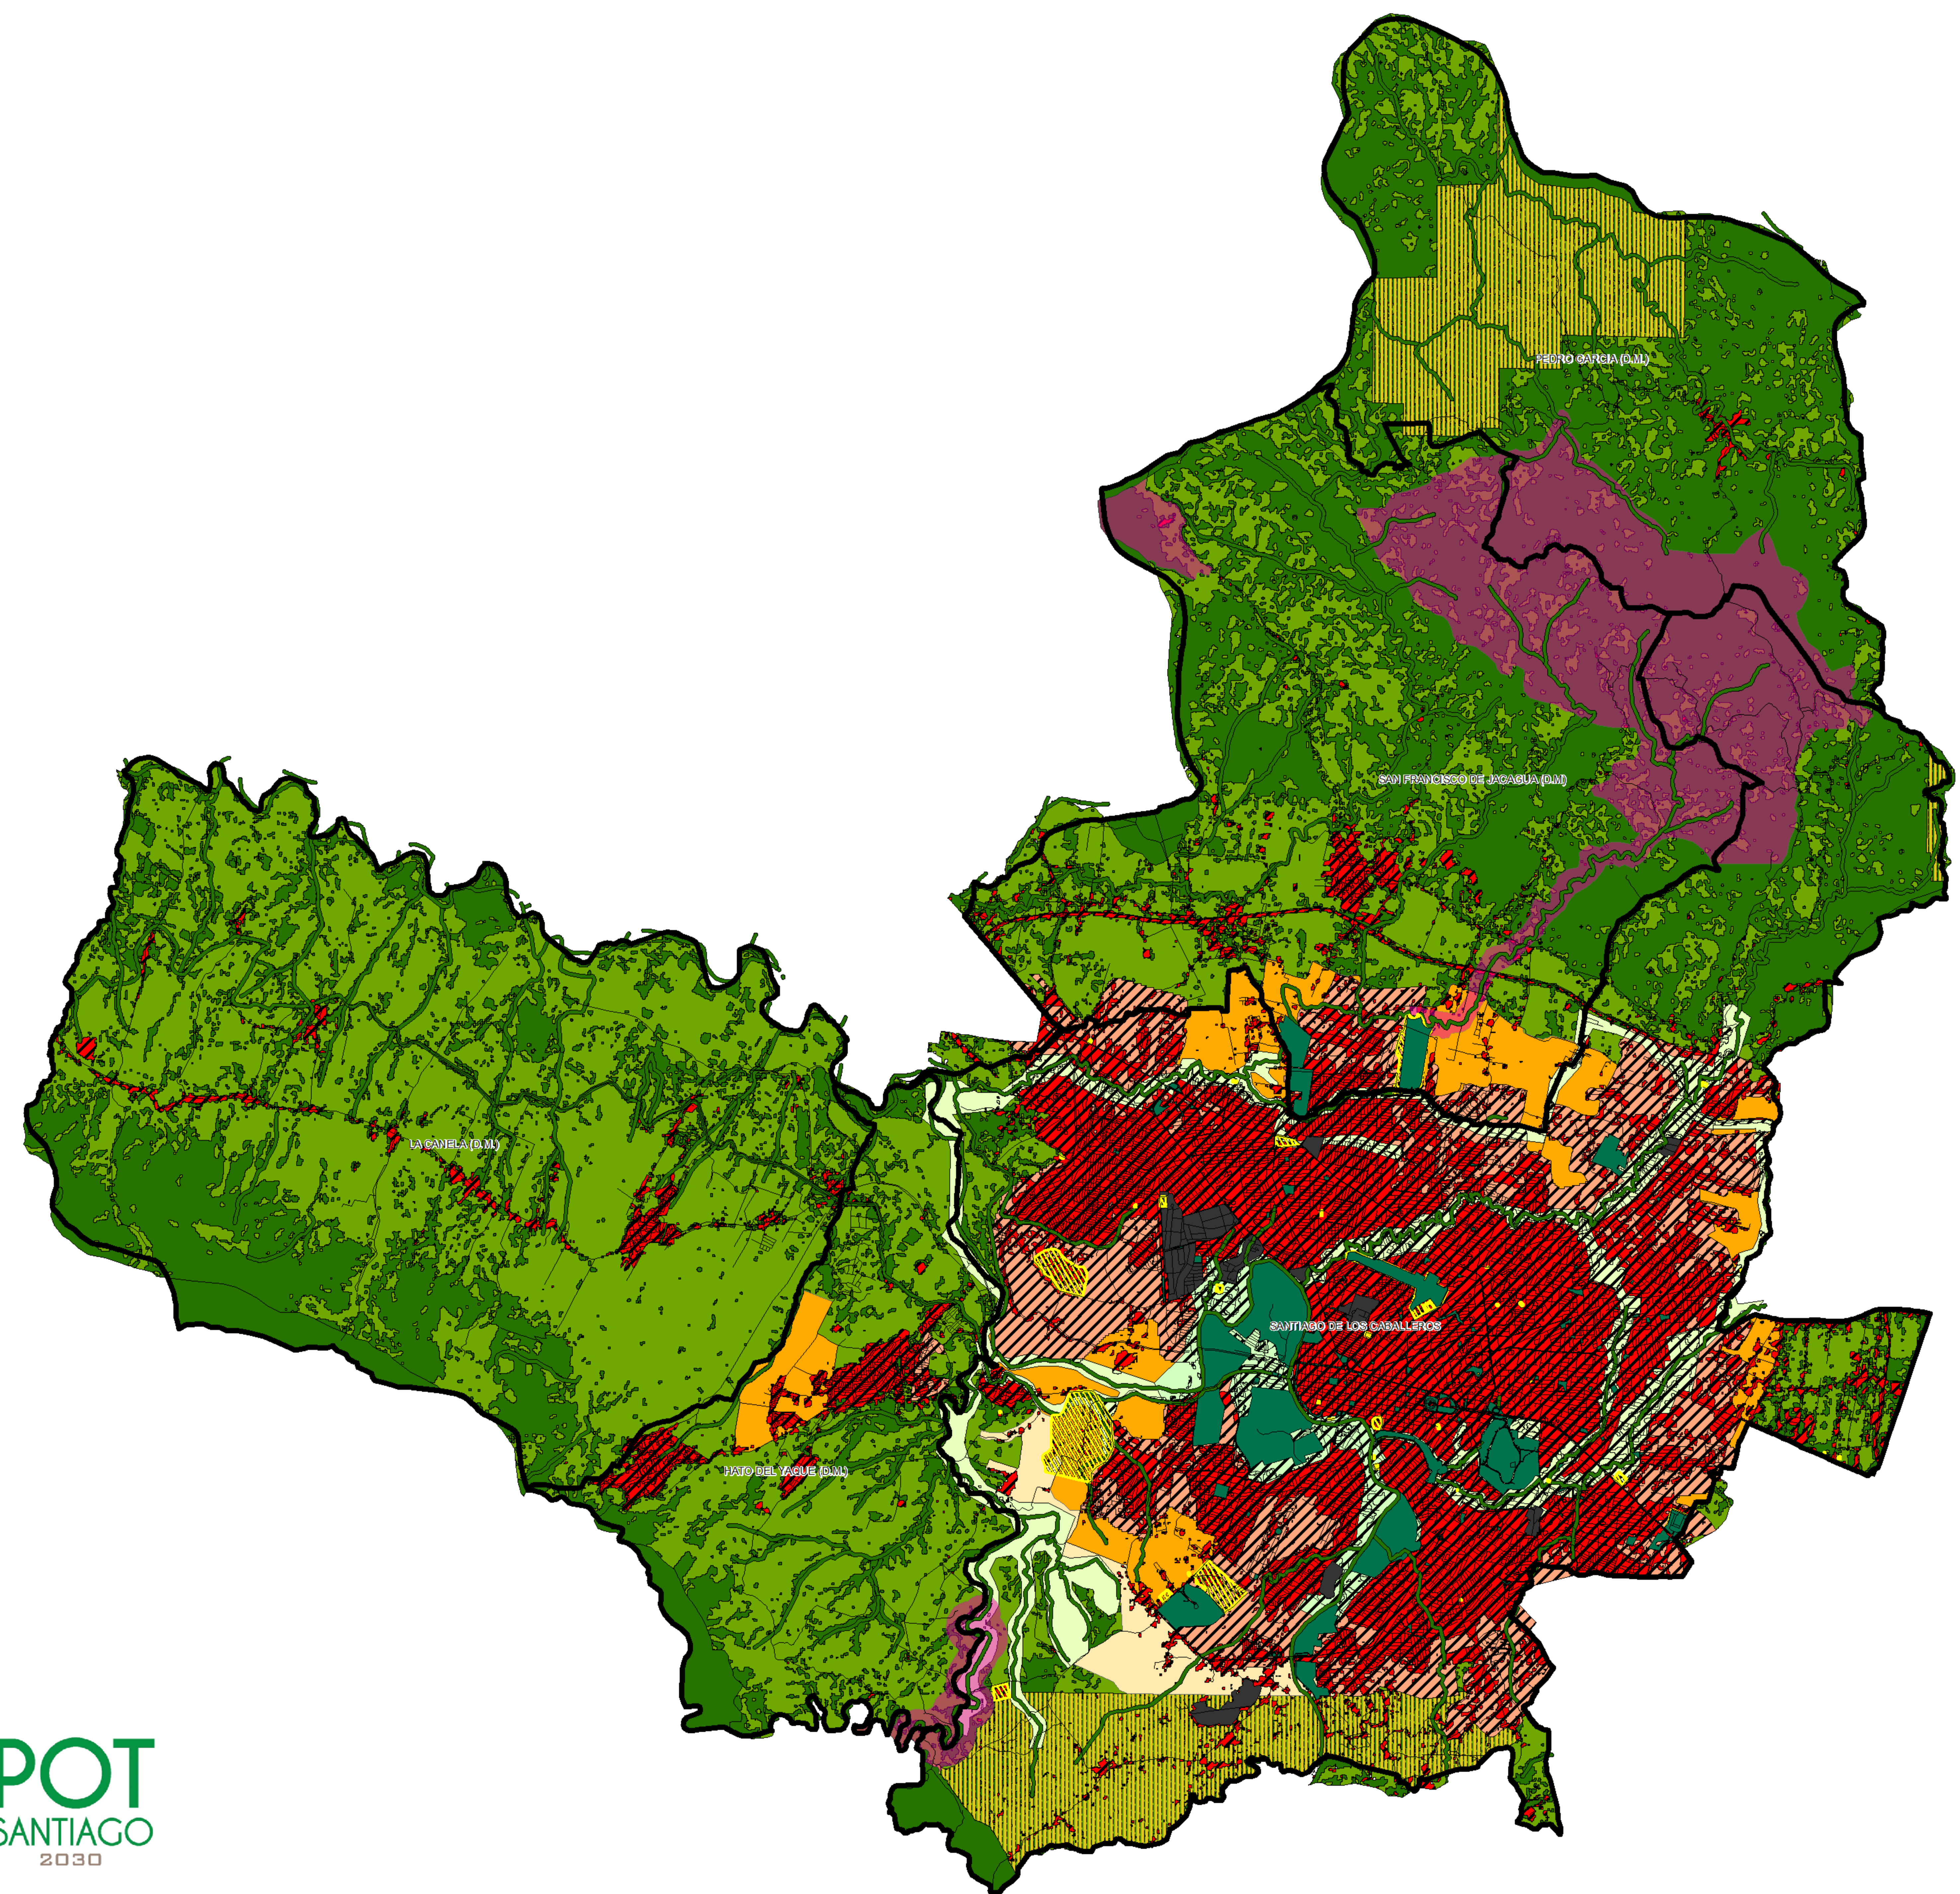 PEDRO GARCIA (D.M.)
SAN FRANCISCO DE JACAGUA (D.M)
LA CANELA (D.M.)
SANTIAGO DE LOS CABALLEROS
HATO DEL YAQUE (D.M.)
POT
SANTIAGO
2030